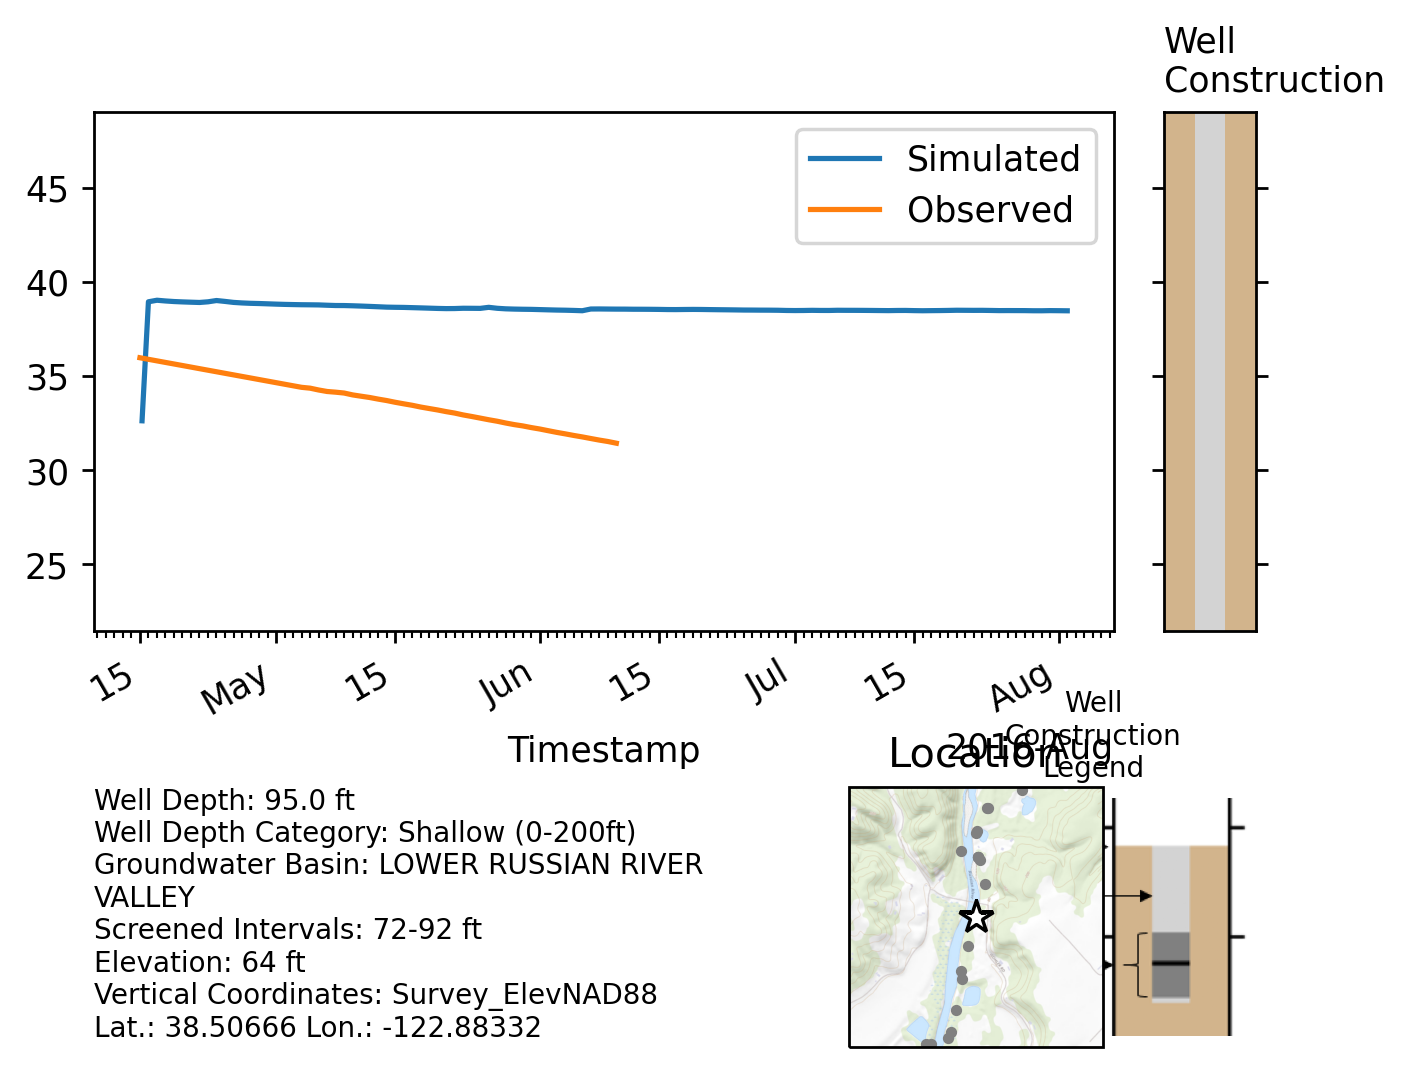 Well
Construction
Simulated
Observed
45
40
35
30
25
15
May
15
Jun
15
Jul
15
Aug
Timestamp
2016-Aug
Location
Well
Construction
Legend
Well Depth: 95.0 ft
Well Depth Category: Shallow (0-200ft)
Groundwater Basin: LOWER RUSSIAN RIVER
VALLEY
Screened Intervals: 72-92 ft
Elevation: 64 ft
Vertical Coordinates: Survey_ElevNAD88
Lat.: 38.50666 Lon.: -122.88332